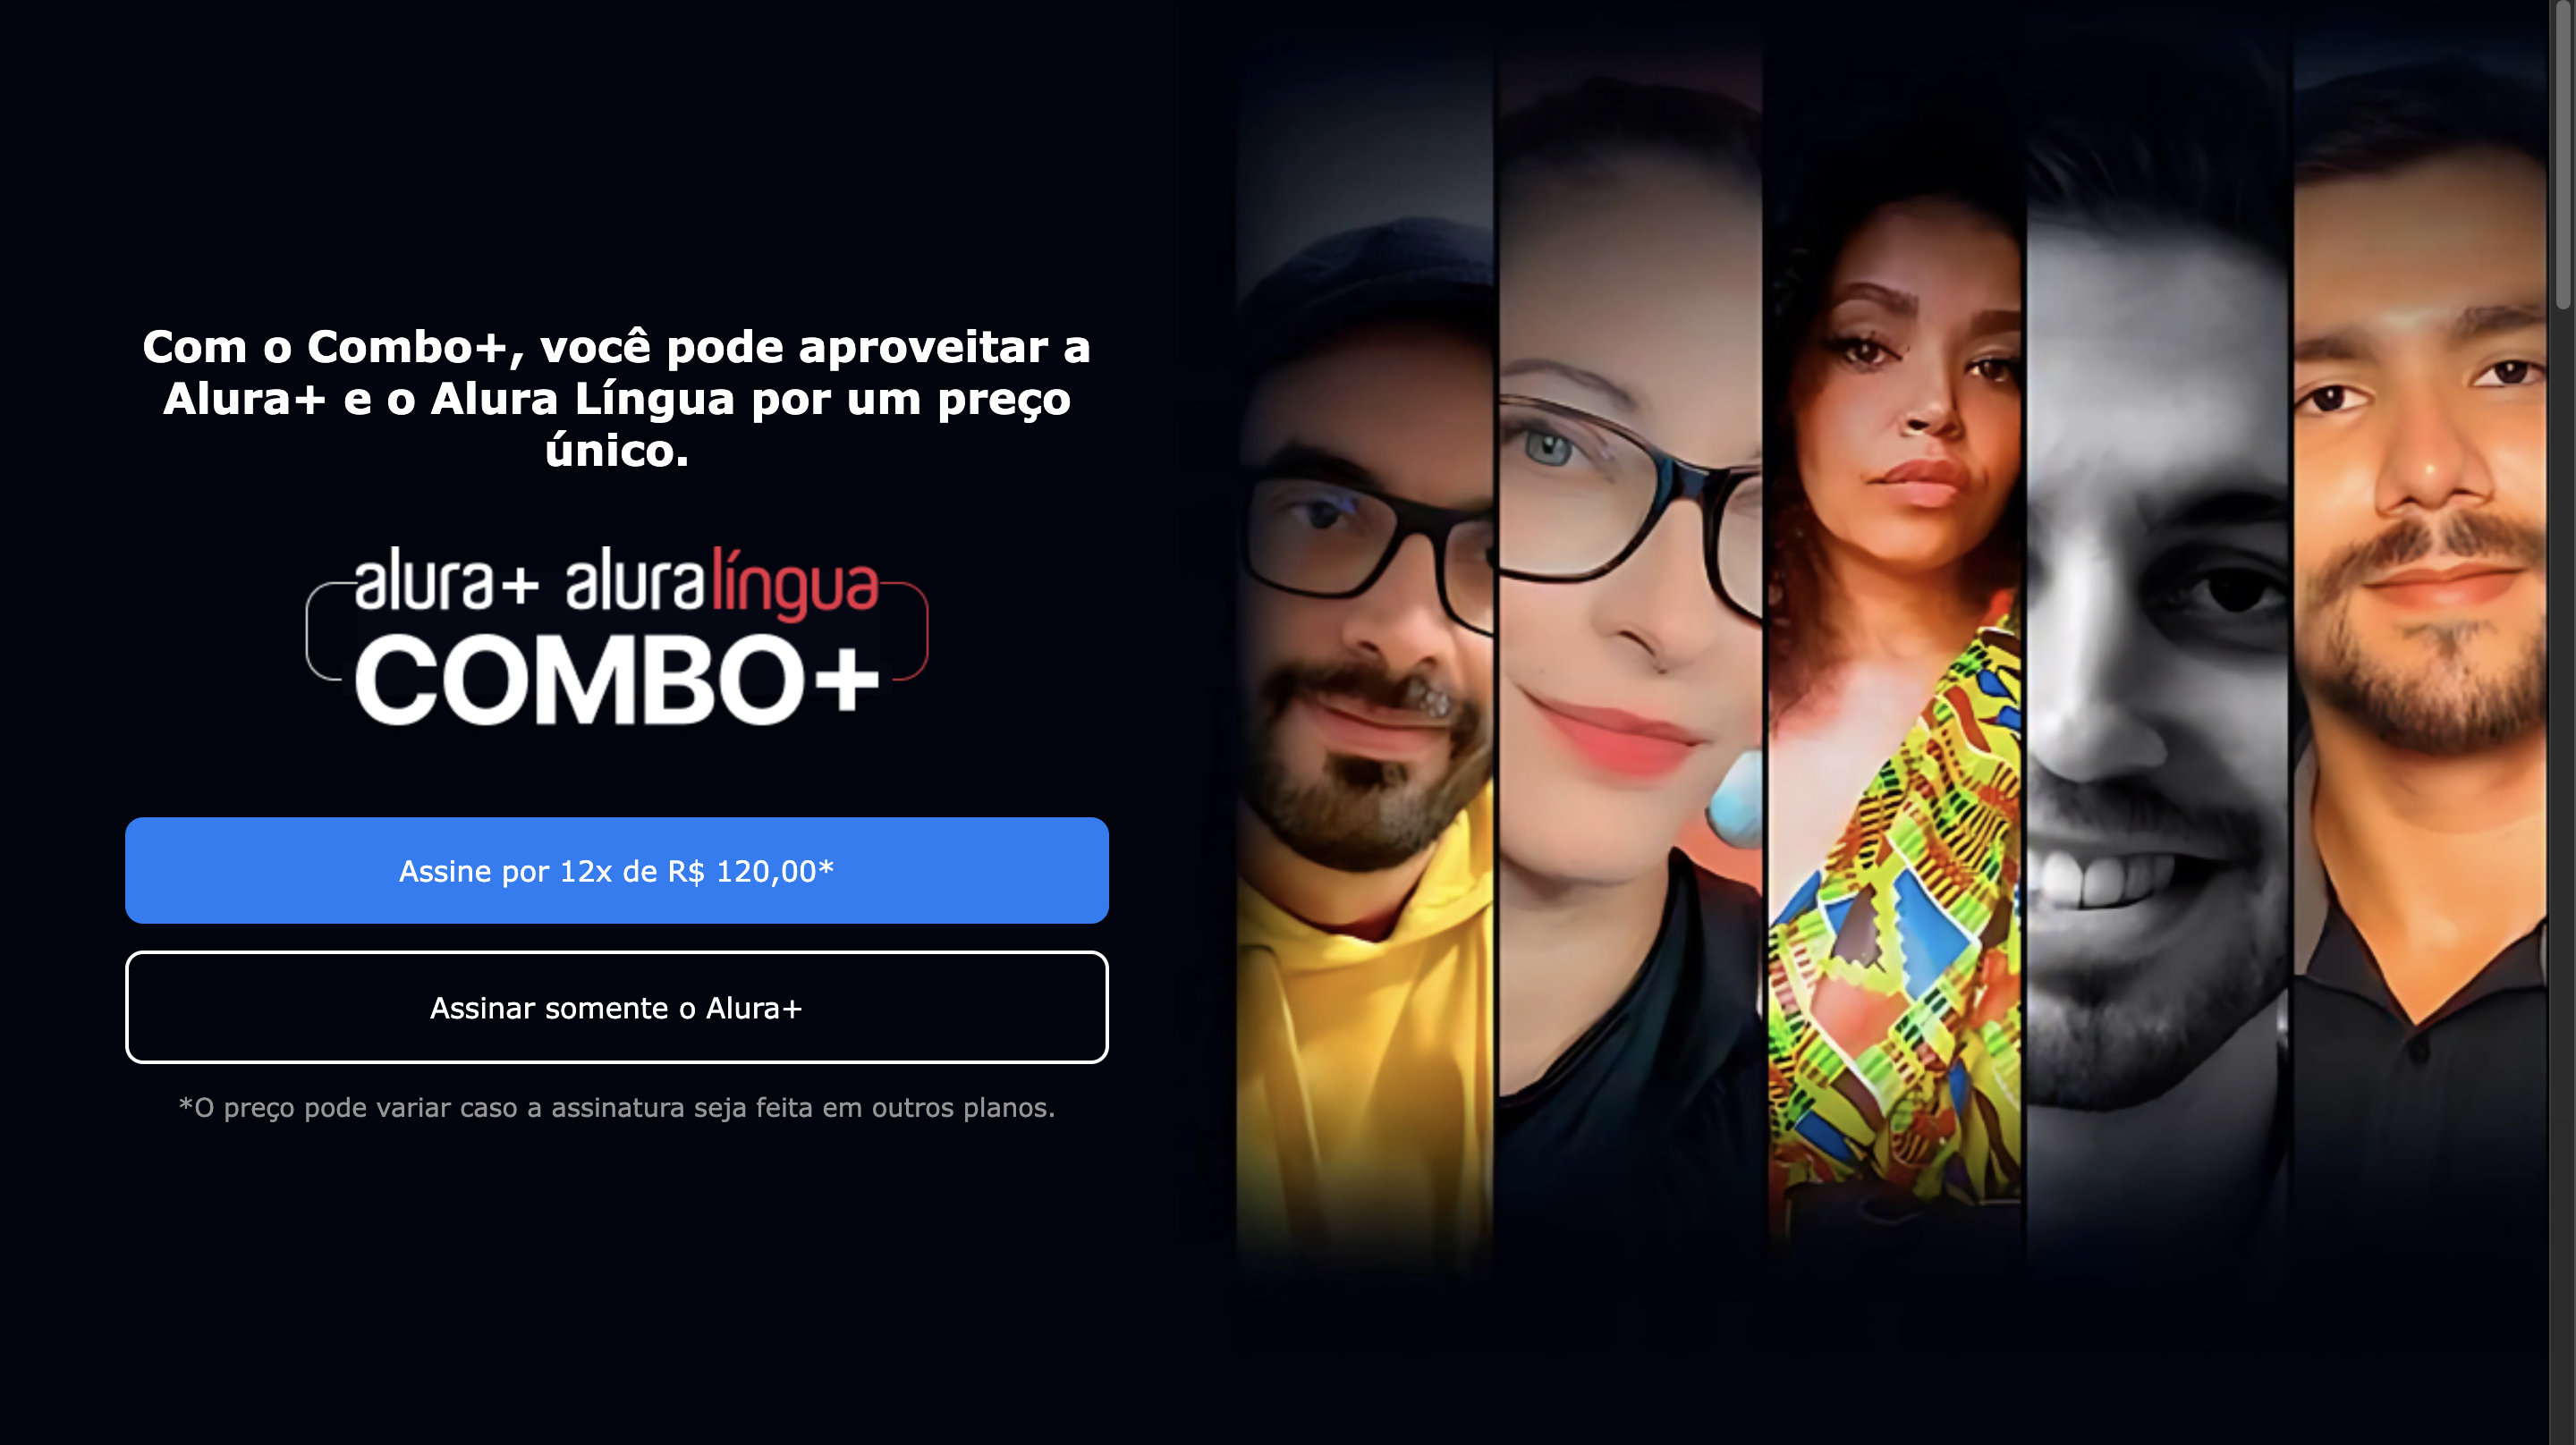 Com o Combo+, você pode aproveitar a
Alura+ e o Alura Língua por um preço
único.
alura+ aluralíngua
COMBO+
Assine por 12x de R$ 120,00*
Assinar somente o Alura+
*O preço pode variar caso a assinatura seja feita em outros planos.